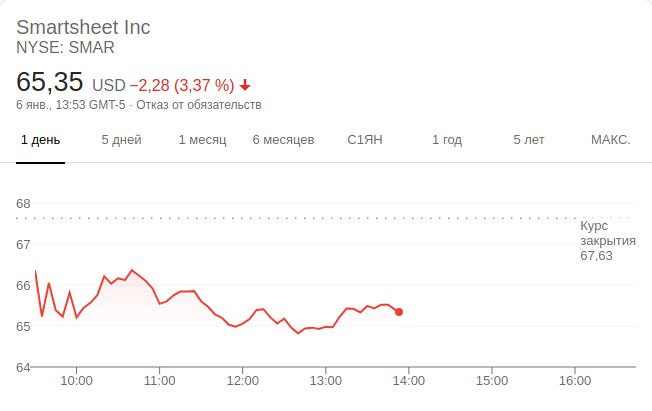 Smartsheet Inc
NYSE: SMAR
65,35 USD −2,28 (3,37 %)
6 янв., 13:53 GMT-5 · Отказ от обязательств
1 день 5 дней 1 месяц 6 месяцев С1ЯН 1 год 5 лет МАКС.
68
Курс
закрытия
67,63
67
66
65
64
10:00 11:00 12:00 13:00 14:00 15:00 16:00